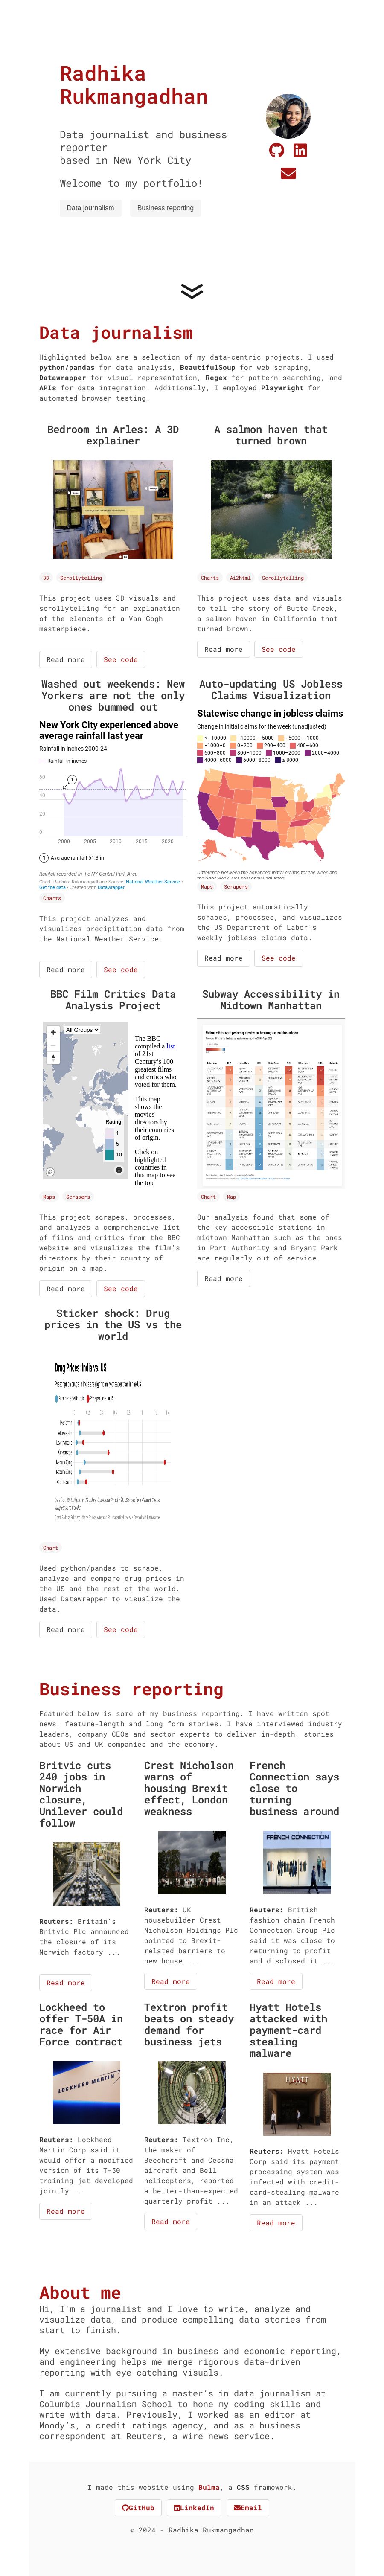 Radhika
Rukmangadhan
Data journalist and business
reporter
based in New York City
Welcome to my portfolio!
Data journalism
Business reporting
Data journalism
Highlighted below are a selection of my data-centric projects. I used
python/pandas for data analysis, BeautifulSoup for web scraping,
Datawrapper for visual representation, Regex for pattern searching, and
APIs for data integration. Additionally, I employed Playwright for
automated browser testing.
Bedroom in Arles: A 3D
explainer
3D
Scrollytelling
This project uses 3D visuals and
scrollytelling for an explanation
of the elements of a Van Gogh
masterpiece.
Read more
See code
A salmon haven that
turned brown
Charts
Ai2html
Scrollytelling
This project uses data and visuals
to tell the story of Butte Creek,
a salmon haven in California that
turned brown.
Read more
See code
Washed out weekends: New
Yorkers are not the only
ones bummed out
New York City experienced above
average rainfall last year
Rainfall in inches 2000-24
Rainfall in inches
60
40
20
0
1
2000
2005
2010
2015
2020
1 Average rainfall 51.3 in
Rainfall recorded in the NY-Central Park Area
Chart: Radhika Rukmangadhan • Source: National Weather Service •
Get the data • Created with Datawrapper
Charts
This project analyzes and
visualizes precipitation data from
the National Weather Service.
Read more
See code
Auto-updating US Jobless
Claims Visualization
Statewise change in jobless claims
Change in initial claims for the week (unadjusted)
< −10000
−10000–−5000
−5000–−1000
−1000–0
0–200
200–400
400–600
600–800
800–1000
1000–2000
2000–4000
4000–6000
6000–8000
≥ 8000
Difference between the advanced initial claims for the week and
Maps
Scrapers
This project automatically
scrapes, processes, and visualizes
the US Department of Labor's
weekly jobless claims data.
Read more
See code
BBC Film Critics Data
Analysis Project
All Groups
The BBC
compiled a list
of 21st
Century's 100
greatest films
and critics who
voted for them.
This map
shows the
movies'
directors by
their countries
of origin.
Click on
highlighted
countries in
this map to see
the top
Rating
1
5
10
Maps
Scrapers
This project scrapes, processes,
and analyzes a comprehensive list
of films and critics from the BBC
website and visualizes the film's
directors by their country of
origin on a map.
Read more
See code
Subway Accessibility in
Midtown Manhattan
Chart
Map
Our analysis found that some of
the key accessible stations in
midtown Manhattan such as the ones
in Port Authority and Bryant Park
are regularly out of service.
Read more
Sticker shock: Drug
prices in the US vs the
world
Drug Prices: India vs. US
Chart
Used python/pandas to scrape,
analyze and compare drug prices in
the US and the rest of the world.
Used Datawrapper to visualize the
data.
Read more
See code
Business reporting
Featured below is some of my business reporting. I have written spot
news, feature-length and long form stories. I have interviewed industry
leaders, company CEOs and sector experts to deliver in-depth, stories
about US and UK companies and the economy.
Britvic cuts
240 jobs in
Norwich
closure,
Unilever could
follow
Reuters: Britain's
Britvic Plc announced
the closure of its
Norwich factory ...
Read more
Crest Nicholson
warns of
housing Brexit
effect, London
weakness
Reuters: UK
housebuilder Crest
Nicholson Holdings Plc
pointed to Brexit-
related barriers to
new house ...
Read more
French
Connection says
close to
turning
business around
FRENCH CONNECTION
Reuters: British
fashion chain French
Connection Group Plc
said it was close to
returning to profit
and disclosed it ...
Read more
Lockheed to
offer T-50A in
race for Air
Force contract
LOCKHEED MARTIN
Reuters: Lockheed
Martin Corp said it
would offer a modified
version of its T-50
training jet developed
jointly ...
Read more
Textron profit
beats on steady
demand for
business jets
Reuters: Textron Inc,
the maker of
Beechcraft and Cessna
aircraft and Bell
helicopters, reported
a better-than-expected
quarterly profit ...
Read more
Hyatt Hotels
attacked with
payment-card
stealing
malware
HYATT
Reuters: Hyatt Hotels
Corp said its payment
processing system was
infected with credit-
card-stealing malware
in an attack ...
Read more
About me
Hi, I'm a journalist and I love to write, analyze and
visualize data, and produce compelling data stories from
start to finish.
My extensive background in business and economic reporting,
and engineering helps me merge rigorous data-driven
reporting with eye-catching visuals.
I am currently pursuing a master's in data journalism at
Columbia Journalism School to hone my coding skills and
write with data. Previously, I worked as an editor at
Moody's, a credit ratings agency, and as a business
correspondent at Reuters, a wire news service.
I made this website using Bulma, a CSS framework.
GitHub
LinkedIn
Email
© 2024 - Radhika Rukmangadhan